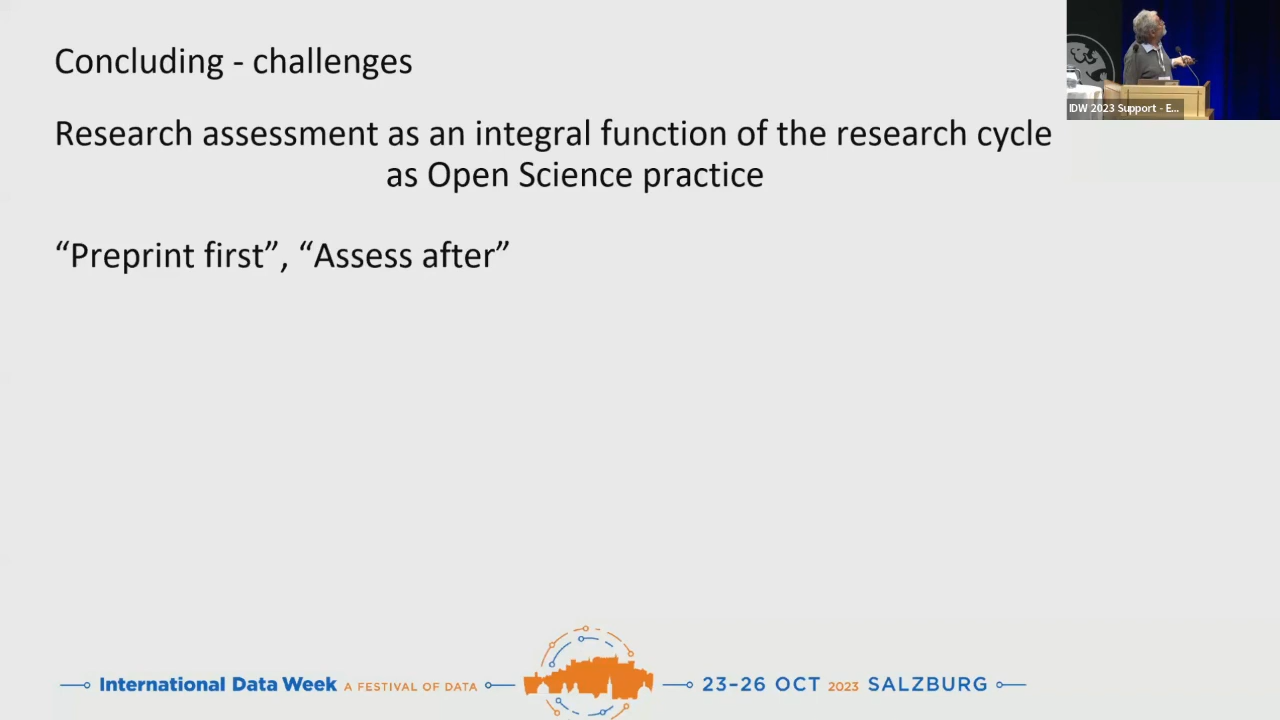 Concluding - challenges
Research assessment as an integral function of the research cycle
as Open Science practice
“Preprint first”, “Assess after”
IDW 2023 Support - E...
International Data Week A FESTIVAL OF DATA 23–26 OCT 2023 SALZBURG